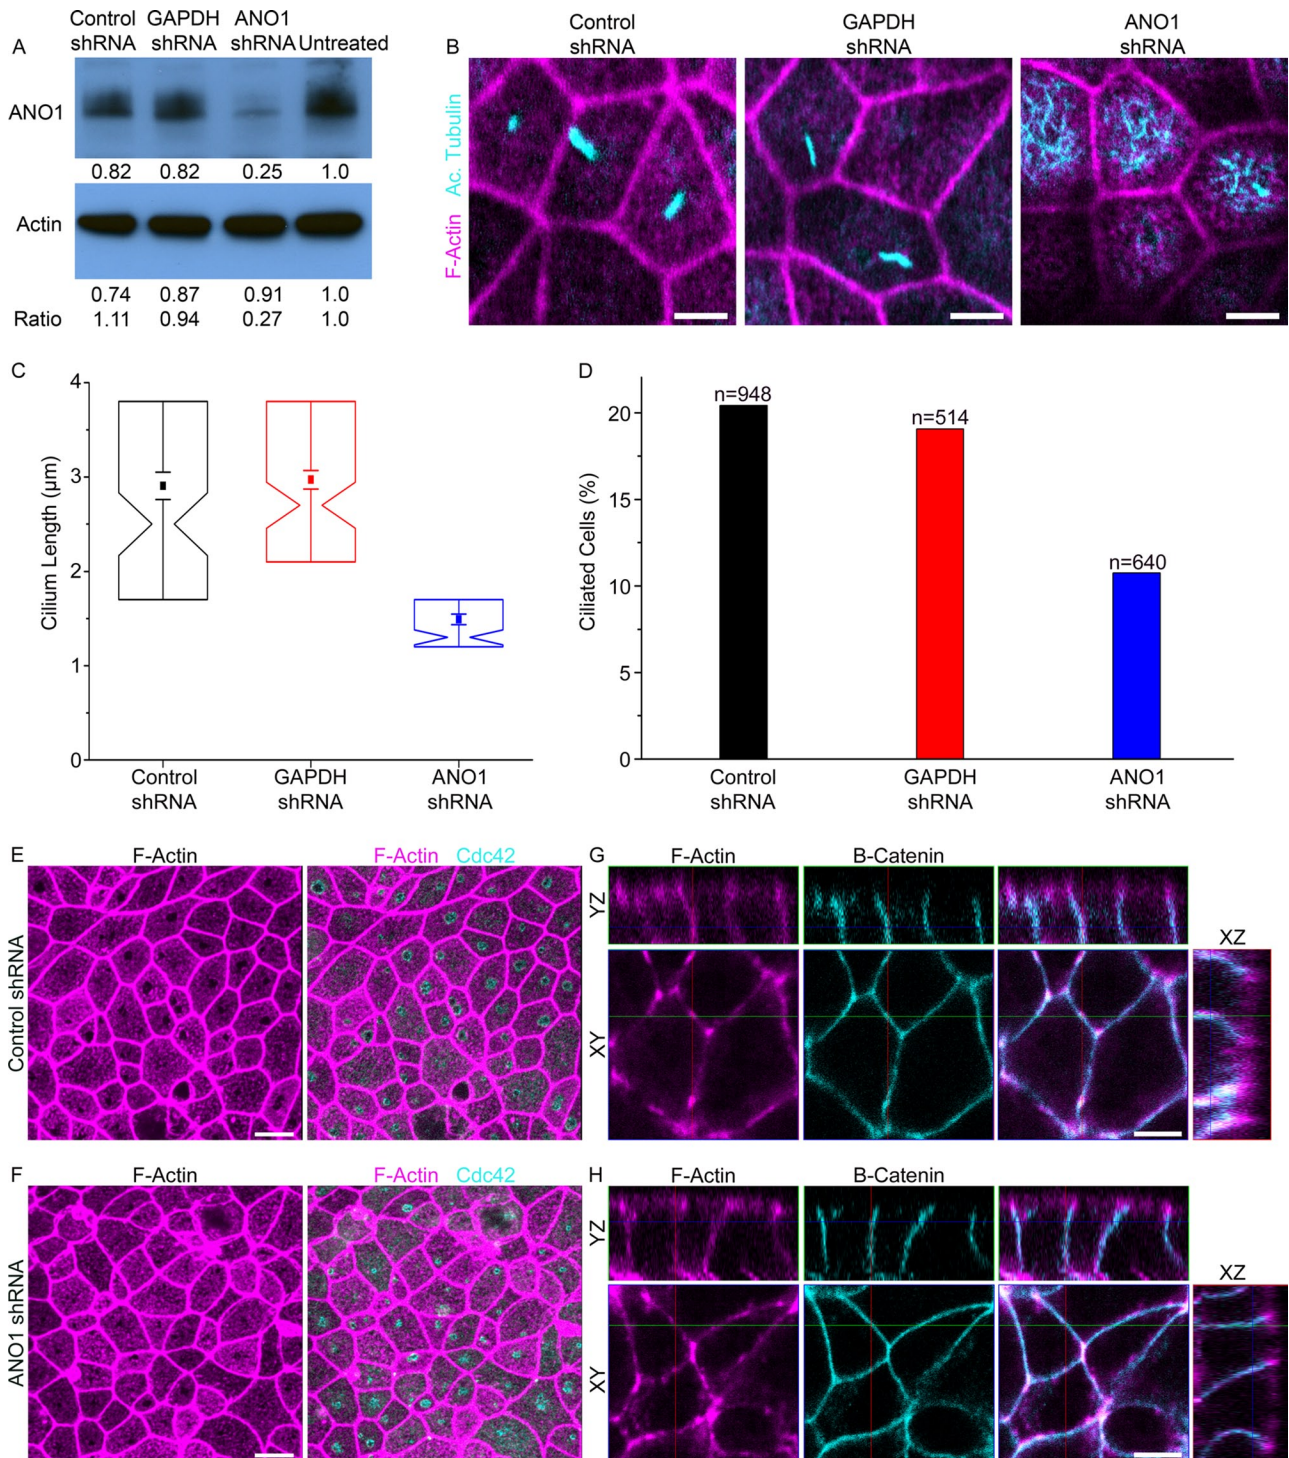 A
Control GAPDH ANO1
shRNA shRNA shRNA Untreated
ANO1
0.82 0.82 0.25 1.0
Actin
0.74 0.87 0.91 1.0
Ratio 1.11 0.94 0.27 1.0
B
Control shRNA
GAPDH shRNA
ANO1 shRNA
F-Actin Ac. Tubulin
C
Cilium Length (µm)
4
3
2
1
0
Control shRNA
GAPDH shRNA
ANO1 shRNA
D
Ciliated Cells (%)
20
15
10
5
0
n=948
n=514
n=640
Control shRNA
GAPDH shRNA
ANO1 shRNA
E
F-Actin
F-Actin Cdc42
Control shRNA
G
F-Actin
B-Catenin
YZ
XY
XZ
F
F-Actin
F-Actin Cdc42
ANO1 shRNA
H
F-Actin
B-Catenin
YZ
XY
XZ